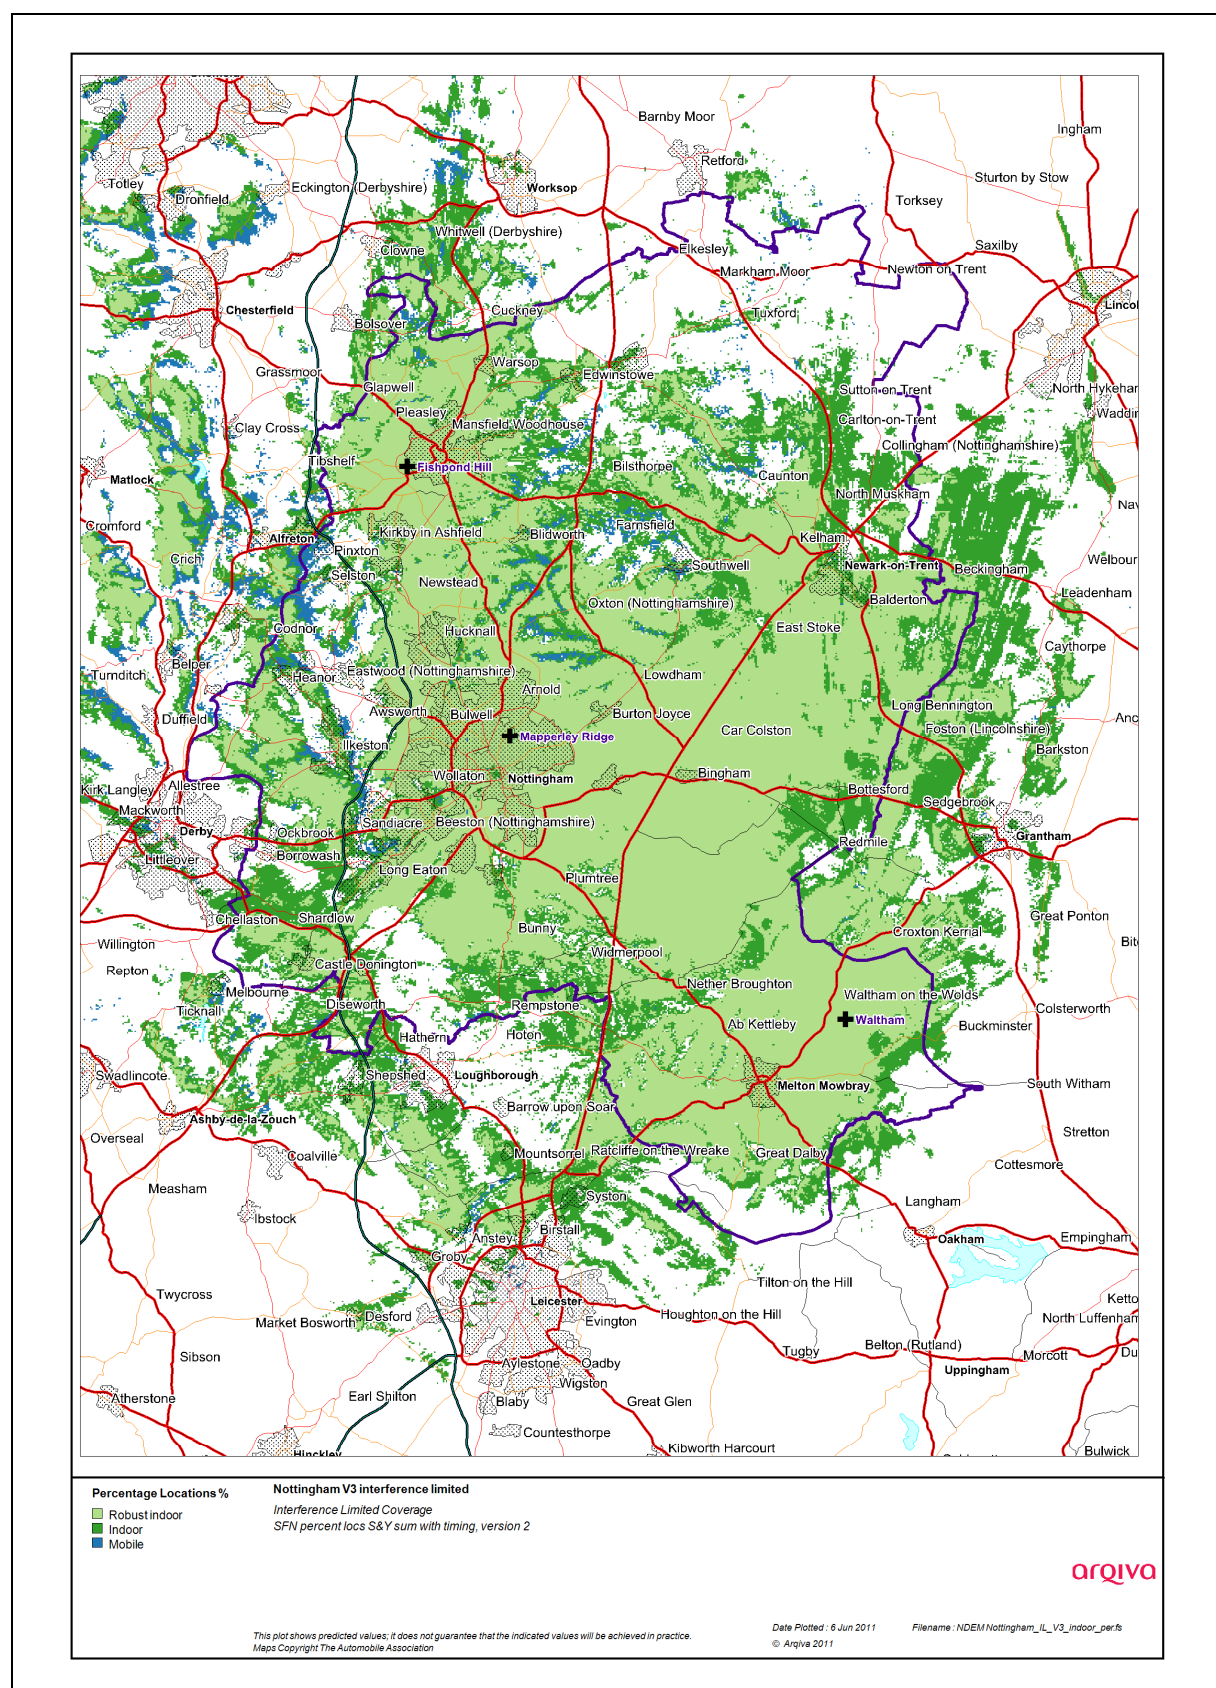 Barnby Moor
Ingham
Retford
Totley
Eckington (Derbyshire)
Worksop
Sturton by Stow
Dronfield
Torksey
Whitwell (Derbyshire)
Clowne
Elkesley
Saxilby
Markham Moor
Newton on Trent
Chesterfield
Cuckney
Tuxford
Lincol
Bolsover
Warsop
Grassmoor
Edwinstowe
Glapwell
Sutton on Trent
North Hykehar
Pleasley
Waddin
Mansfield Woodhouse
Carlton-on-Trent
Clay Cross
Collingham (Nottinghamshire)
Tibshelf
Fishpond Hill
Bilsthorpe
Caunton
Matlock
North Muskham
Nav
Cromford
Farnsfield
Kirkby in Ashfield
Blidworth
Alfreton
Kelham
Pinxton
Crich
Southwell
Newark-on-Trent
Beckingham
Welbour
Selston
Newstead
Leadenham
Oxton (Nottinghamshire)
Balderton
Codnor
Hucknall
East Stoke
Caythorpe
Belper
Turnditch
Heanor
Eastwood (Nottinghamshire)
Lowdham
Arnold
Long Bennington
Awsworth
Bulwell
Burton Joyce
Duffield
Anc
Car Colston
Foston (Lincolnshire)
Mapperley Ridge
Ilkeston
Barkston
Wollaton
Nottingham
Bingham
Allestree
Kirk Langley
Bottesford
Mackworth
Sedgebrook
Sandiacre
Beeston (Nottinghamshire)
Derby
Ockbrook
Grantham
Redmile
Littleover
Borrowash
Long Eaton
Plumtree
Chellaston
Shardlow
Great Ponton
Bunny
Croxton Kerrial
Willington
Widmerpool
Bit
Castle Donington
Repton
Nether Broughton
Melbourne
Waltham on the Wolds
Diseworth
Rempstone
Ticknall
Colsterworth
Ab Kettleby
Waltham
Buckminster
Hathern
Hoton
Swadlincote
Shepshed
Loughborough
Melton Mowbray
South Witham
Barrow upon Soar
Ashby-de-la-Zouch
Stretton
Overseal
Mountsorrel
Ratcliffe on the Wreake
Great Dalby
Coalville
Cottesmore
Measham
Syston
Langham
Ibstock
Birstall
Anstey
Oakham
Empingham
Groby
Tilton on the Hill
Twycross
Leicester
Ketto
Market Bosworth
Desford
Evington
Houghton on the Hill
North Luffenham
Sibson
Tugby
Belton (Rutland)
Morcott
Du
Aylestone
Oadby
Uppingham
Wigston
Atherstone
Earl Shilton
Blaby
Great Glen
Countesthorpe
Hinckley
Kibworth Harcourt
Bulwick
Percentage Locations %
Robust indoor
Indoor
Mobile
Nottingham V3 interference limited
Interference Limited Coverage
SFN percent locs S&Y sum with timing, version 2
arqiva
This plot shows predicted values; it does not guarantee that the indicated values will be achieved in practice.
Maps Copyright The Automobile Association
Date Plotted : 6 Jun 2011
© Arqiva 2011
Filename : NDEM Nottingham_IL_V3_indoor_per.fs